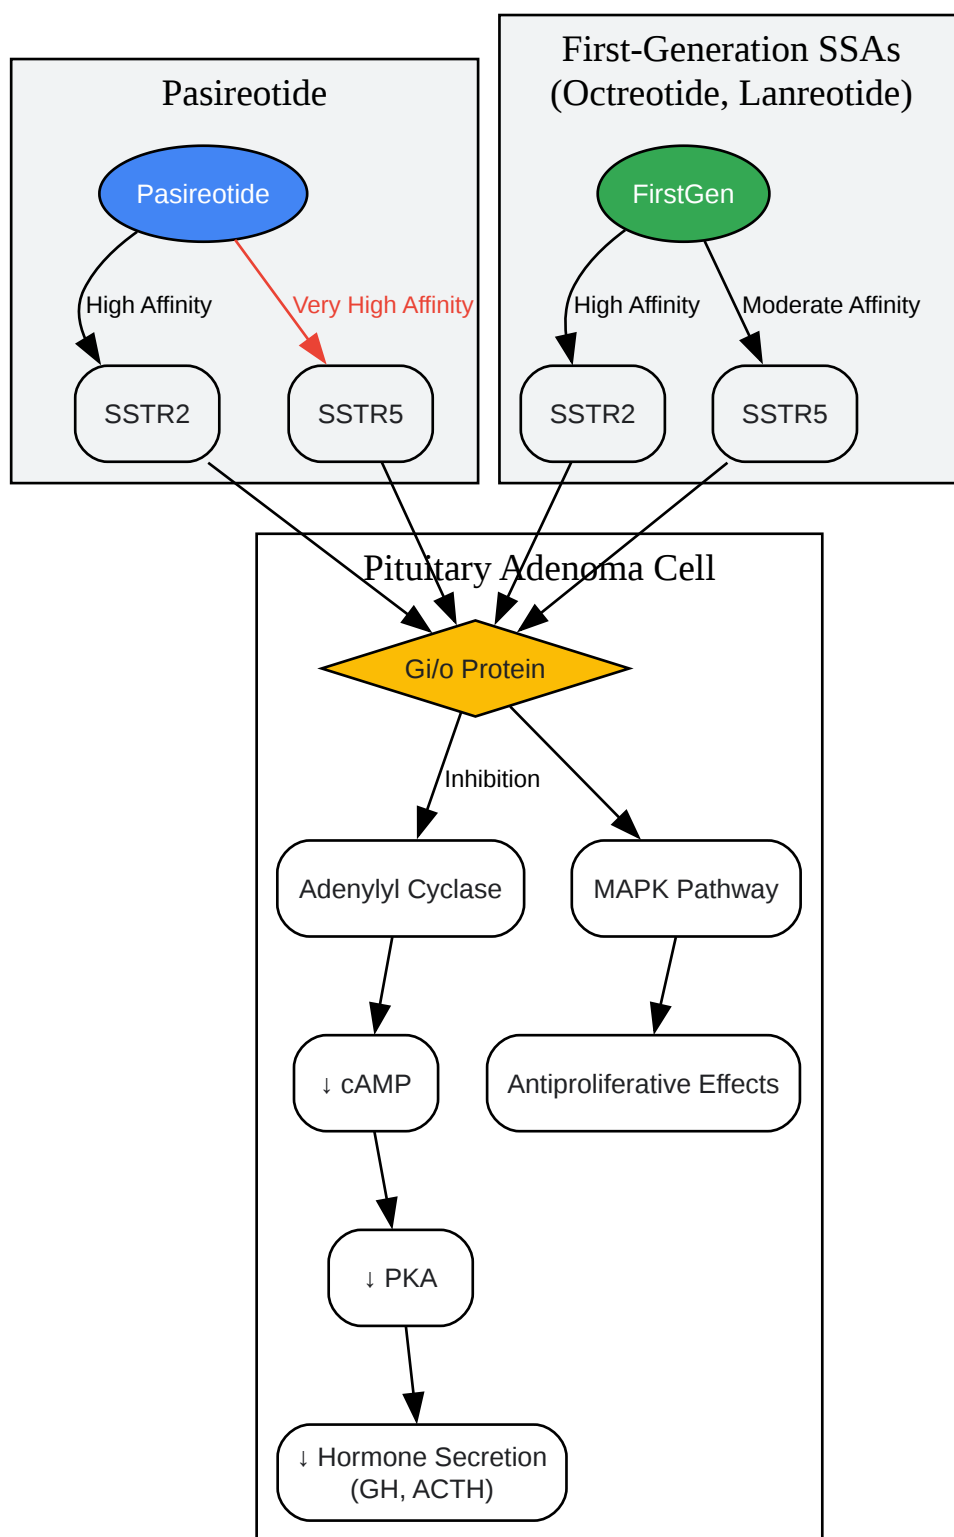 Pasireotide
First-Generation SSAs
(Octreotide, Lanreotide)
Pasireotide
FirstGen
High Affinity
Very High Affinity
High Affinity
Moderate Affinity
SSTR2
SSTR5
SSTR2
SSTR5
Pituitary Adenoma Cell
Gi/o Protein
Inhibition
Adenylyl Cyclase
MAPK Pathway
↓ cAMP
Antiproliferative Effects
↓ PKA
↓ Hormone Secretion
(GH, ACTH)